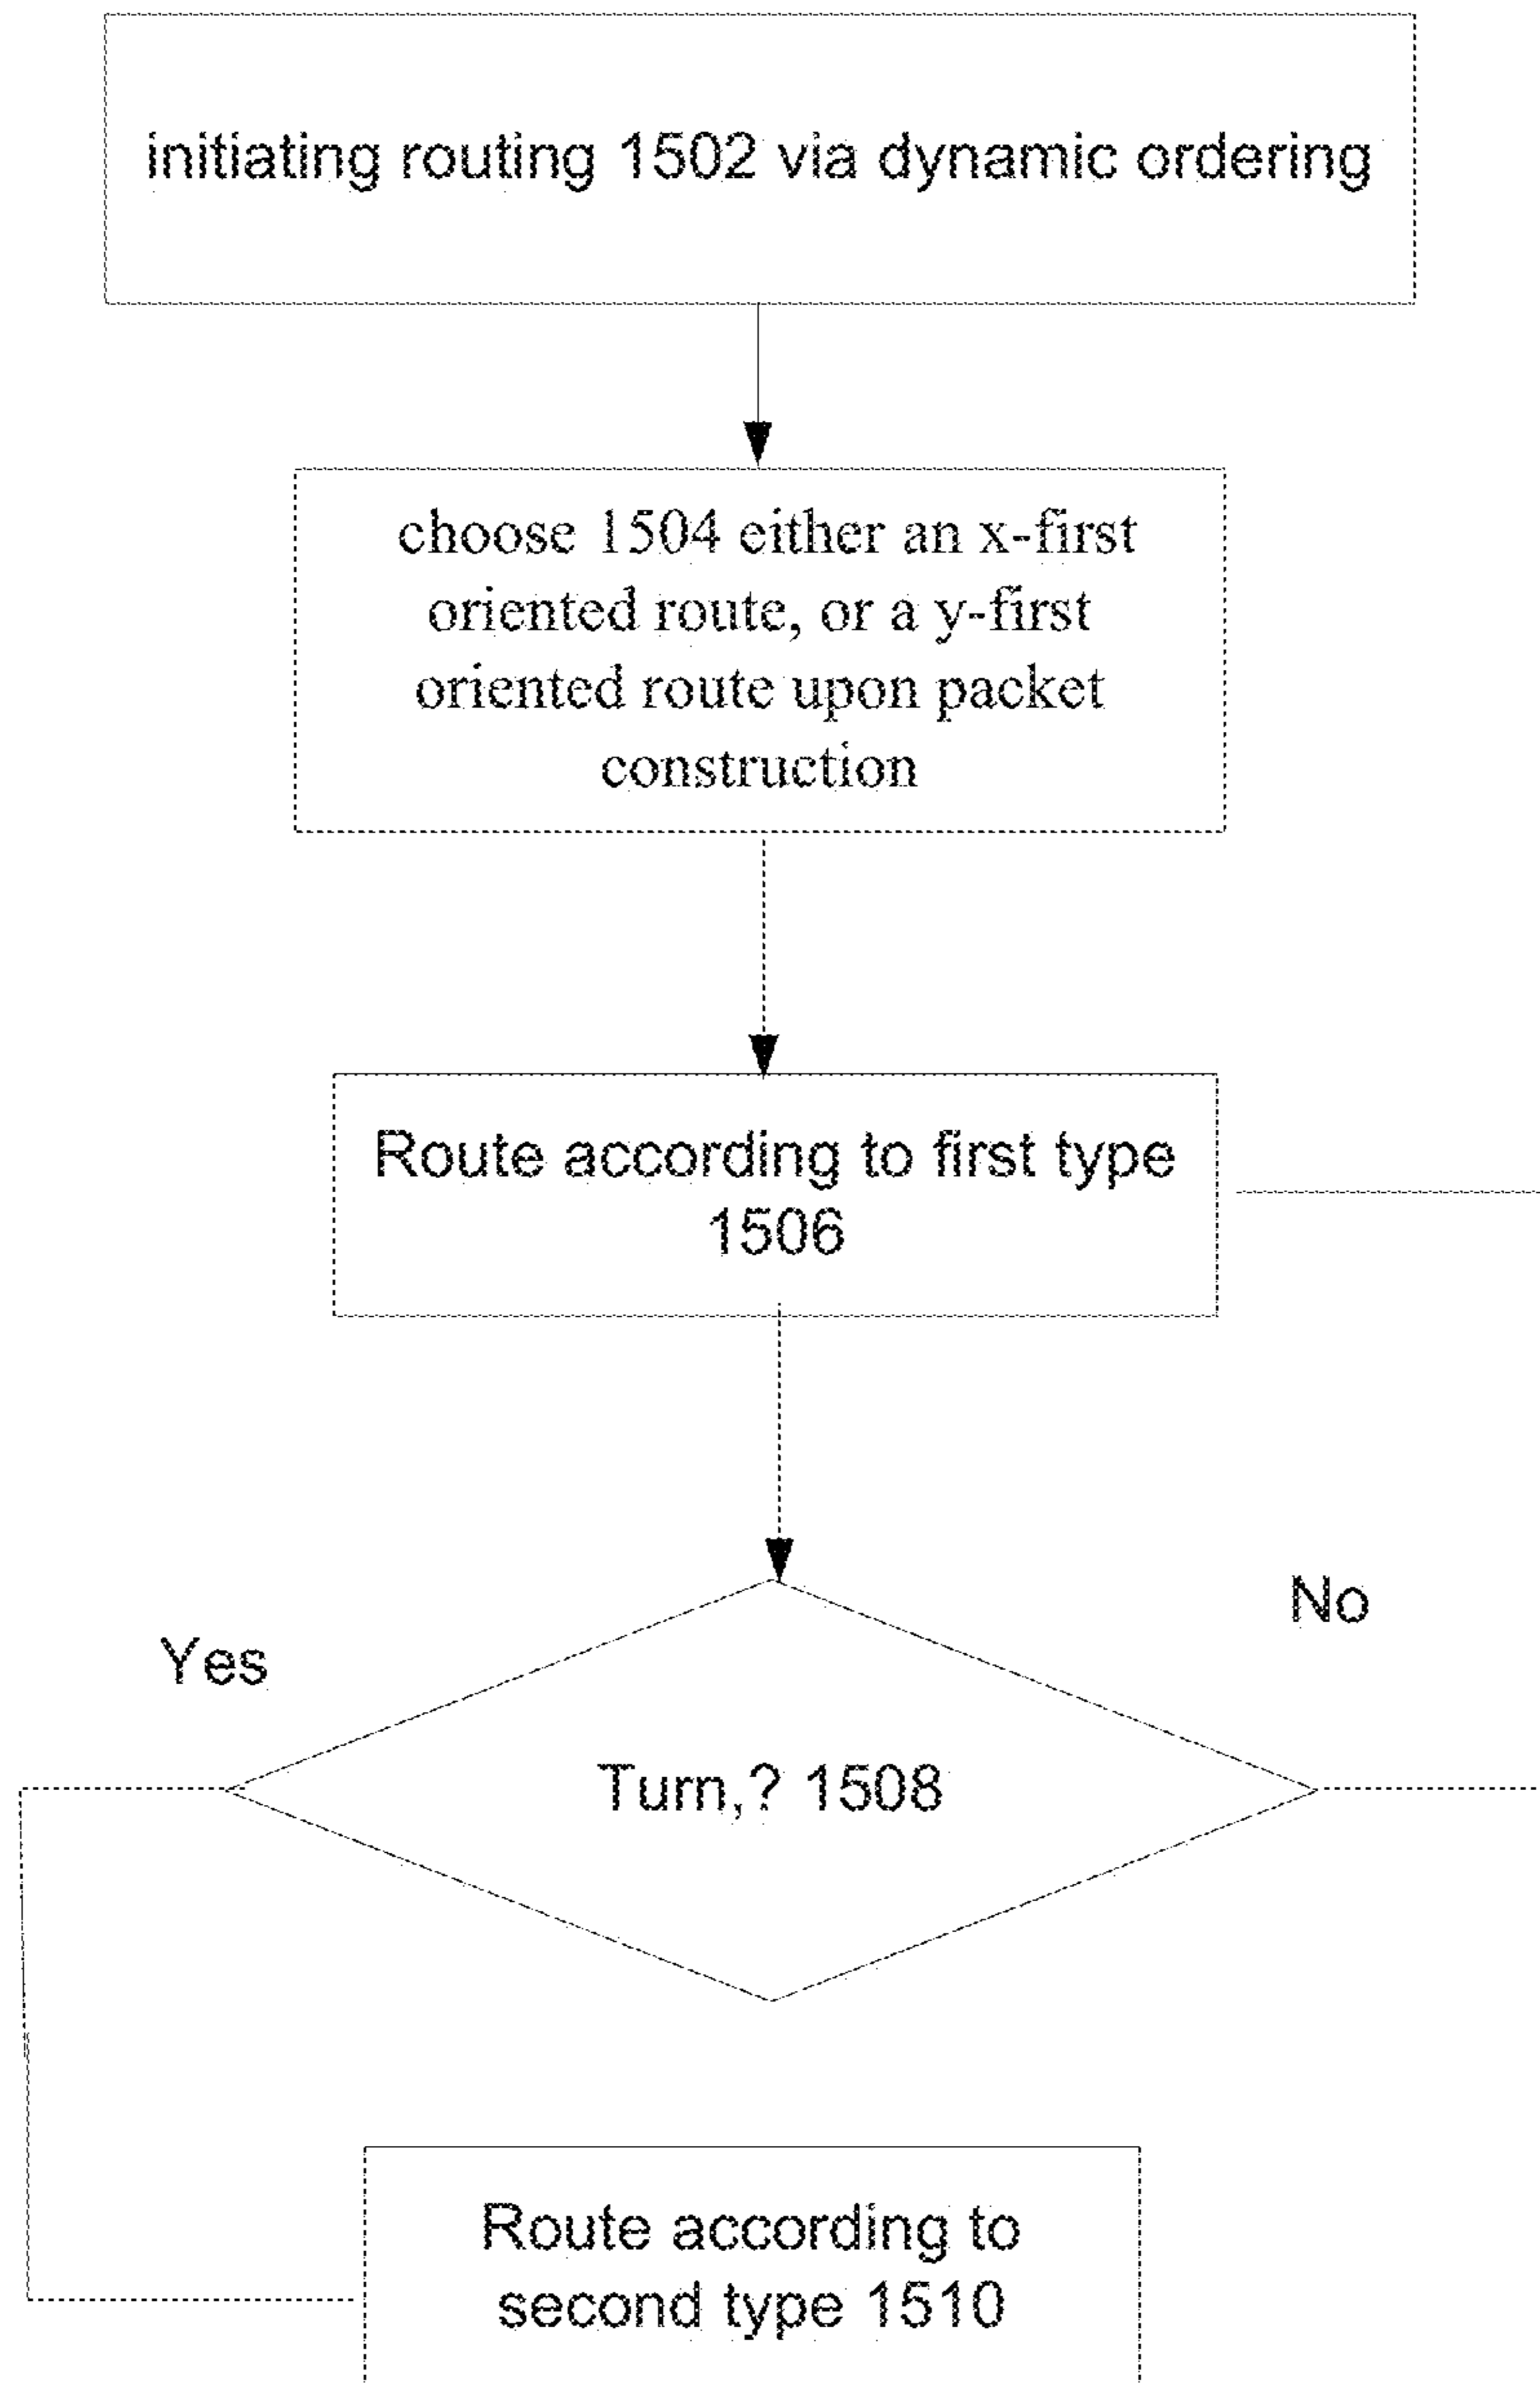 initiating routing 1502 via dynamic ordering
choose 1504 either an x-first
oriented route, or a y-first
oriented route upon packet
construction
Route according to first type
1506
No
Yes
Turn,? 1508
Route according to
second type 1510